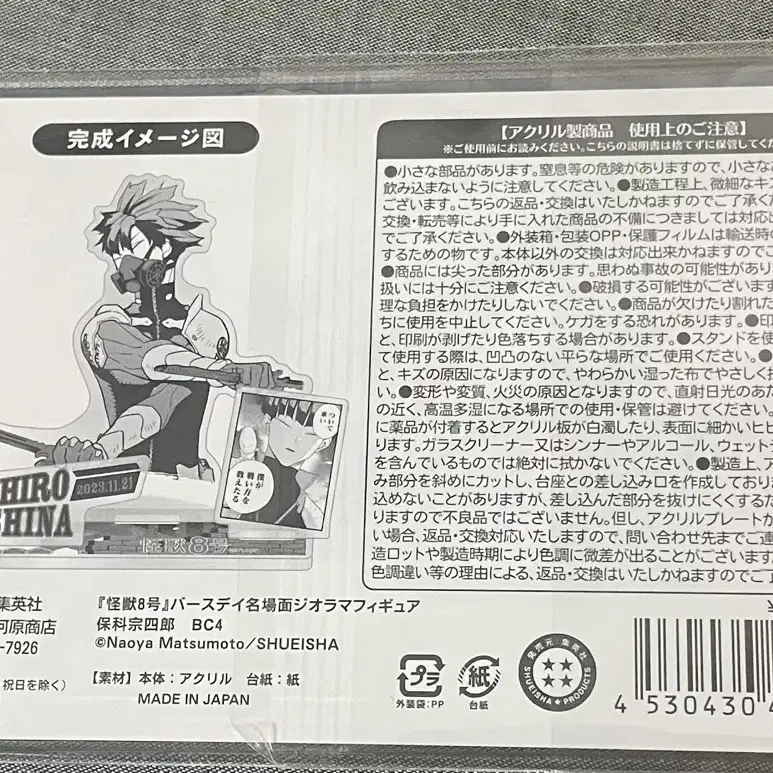 完成イメージ図
ついて
来い
僕が
戦い方を
教えたる
HIRO
SHINA
2023.11.21
怪獣8号
【アクリル製商品 使用上のご注意】
※ご使用前にお読みください。こちらの説明書は捨てずに保管してくだ
●小さな部品があります。窒息等の危険がありますので、小さな
飲み込まないように注意してください。●製造工程上、微細なキズ
ございます。こちらの返品・交換はいたしかねますのでご了承くだ
交換・転売等により手に入れた商品の不備につきましては対応
でご了承ください。●外装箱・包装OPP・保護フィルムは輸送時の
するための物です。本体以外の交換は対応出来かねますのでご
●商品には尖った部分があります。思わぬ事故の可能性があり
扱いには十分にご注意ください。●破損する可能性がございます
理な負担をかけたりしないでください。●商品が欠けたり割れた
ちに使用を中止してください。ケガをする恐れがあります。●印
と、印刷が剥げたり色落ちする場合があります。●スタンドを使
て使用する際は、凹凸のない平らな場所でご使用ください。●
と、キズの原因になりますので、やわらかい湿った布でやさしく拭
い。●変形や変質、火災の原因となりますので、直射日光のあた
の近く、高温多湿になる場所での使用・保管は避けてください。
に薬品が付着するとアクリル板が白濁したり、表面に細かいヒビ
ります。ガラスクリーナー又はシンナーやアルコール、ウェットテ
を含んでいるものでは絶対に拭かないでください。●製造上、ア
み部分を斜めにカットし、台座との差し込み口を作成しており
込めないことがありますが、差し込んだ部分を抜けにくくするた
りますので不良品ではございません。但し、アクリルプレートが
い場合、返品・交換対応いたしますので、問い合わせ先までご連
造ロットや製造時期により色調に微差が出ることがございます
色調違い等の理由による、返品・交換はいたしかねますのでご了
集英社
河原商店
-7926
祝日を除く）
『怪獣8号』バースデイ名場面ジオラマフィギュア
保科宗四郎 BC4
©Naoya Matsumoto/SHUEISHA
【素材】本体：アクリル 台紙：紙
MADE IN JAPAN
プラ
外装袋:PP
紙
台紙
発売元 集英社
SHUEISHA PRODUCTS
4 530430 4